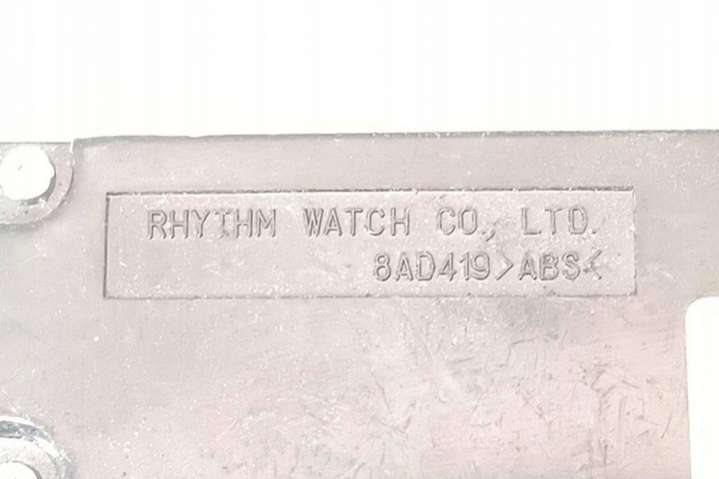 RHYTHM WATCH CO., LTD.
8AD419>ABS<